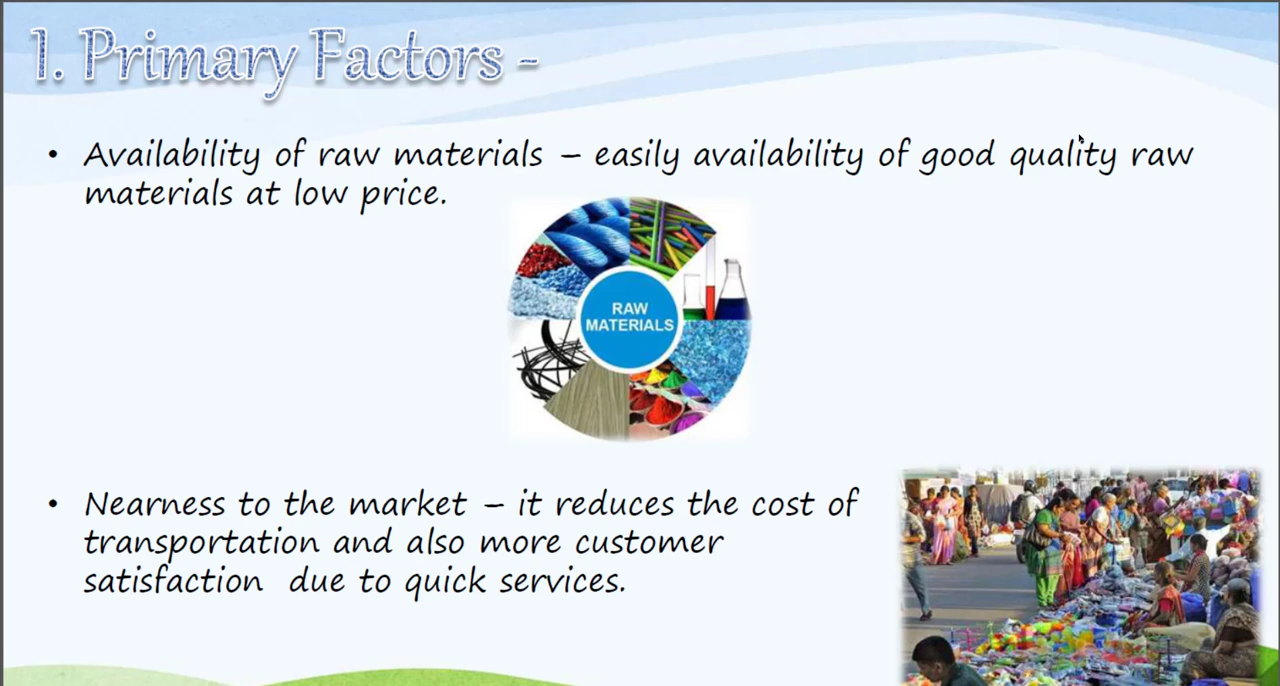 1. Primary Factors -
• Availability of raw materials – easily availability of good quality raw
materials at low price.
RAW
MATERIALS
• Nearness to the market – it reduces the cost of
transportation and also more customer
satisfaction due to quick services.